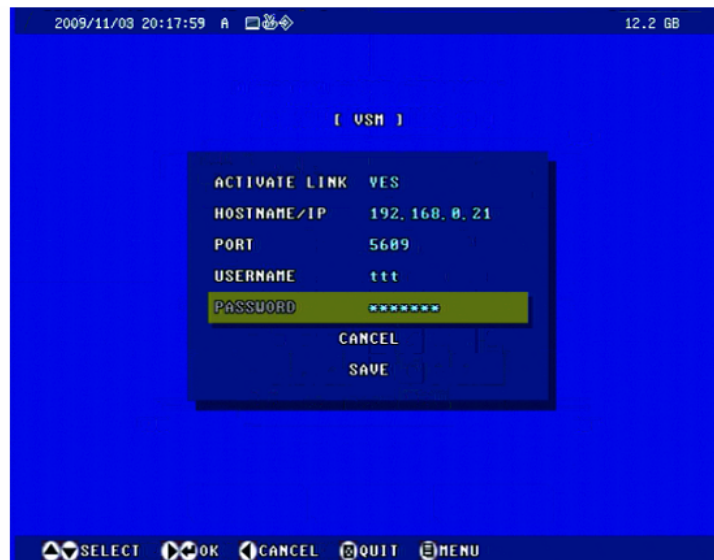 2009/11/03 20:17:59 A 12.2 GB
[ VSM ]
ACTIVATE LINK YES
HOSTNAME/IP 192.168.0.21
PORT 5609
USERNAME ttt
PASSWORD *******
CANCEL
SAVE
SELECT OK CANCEL QUIT MENU